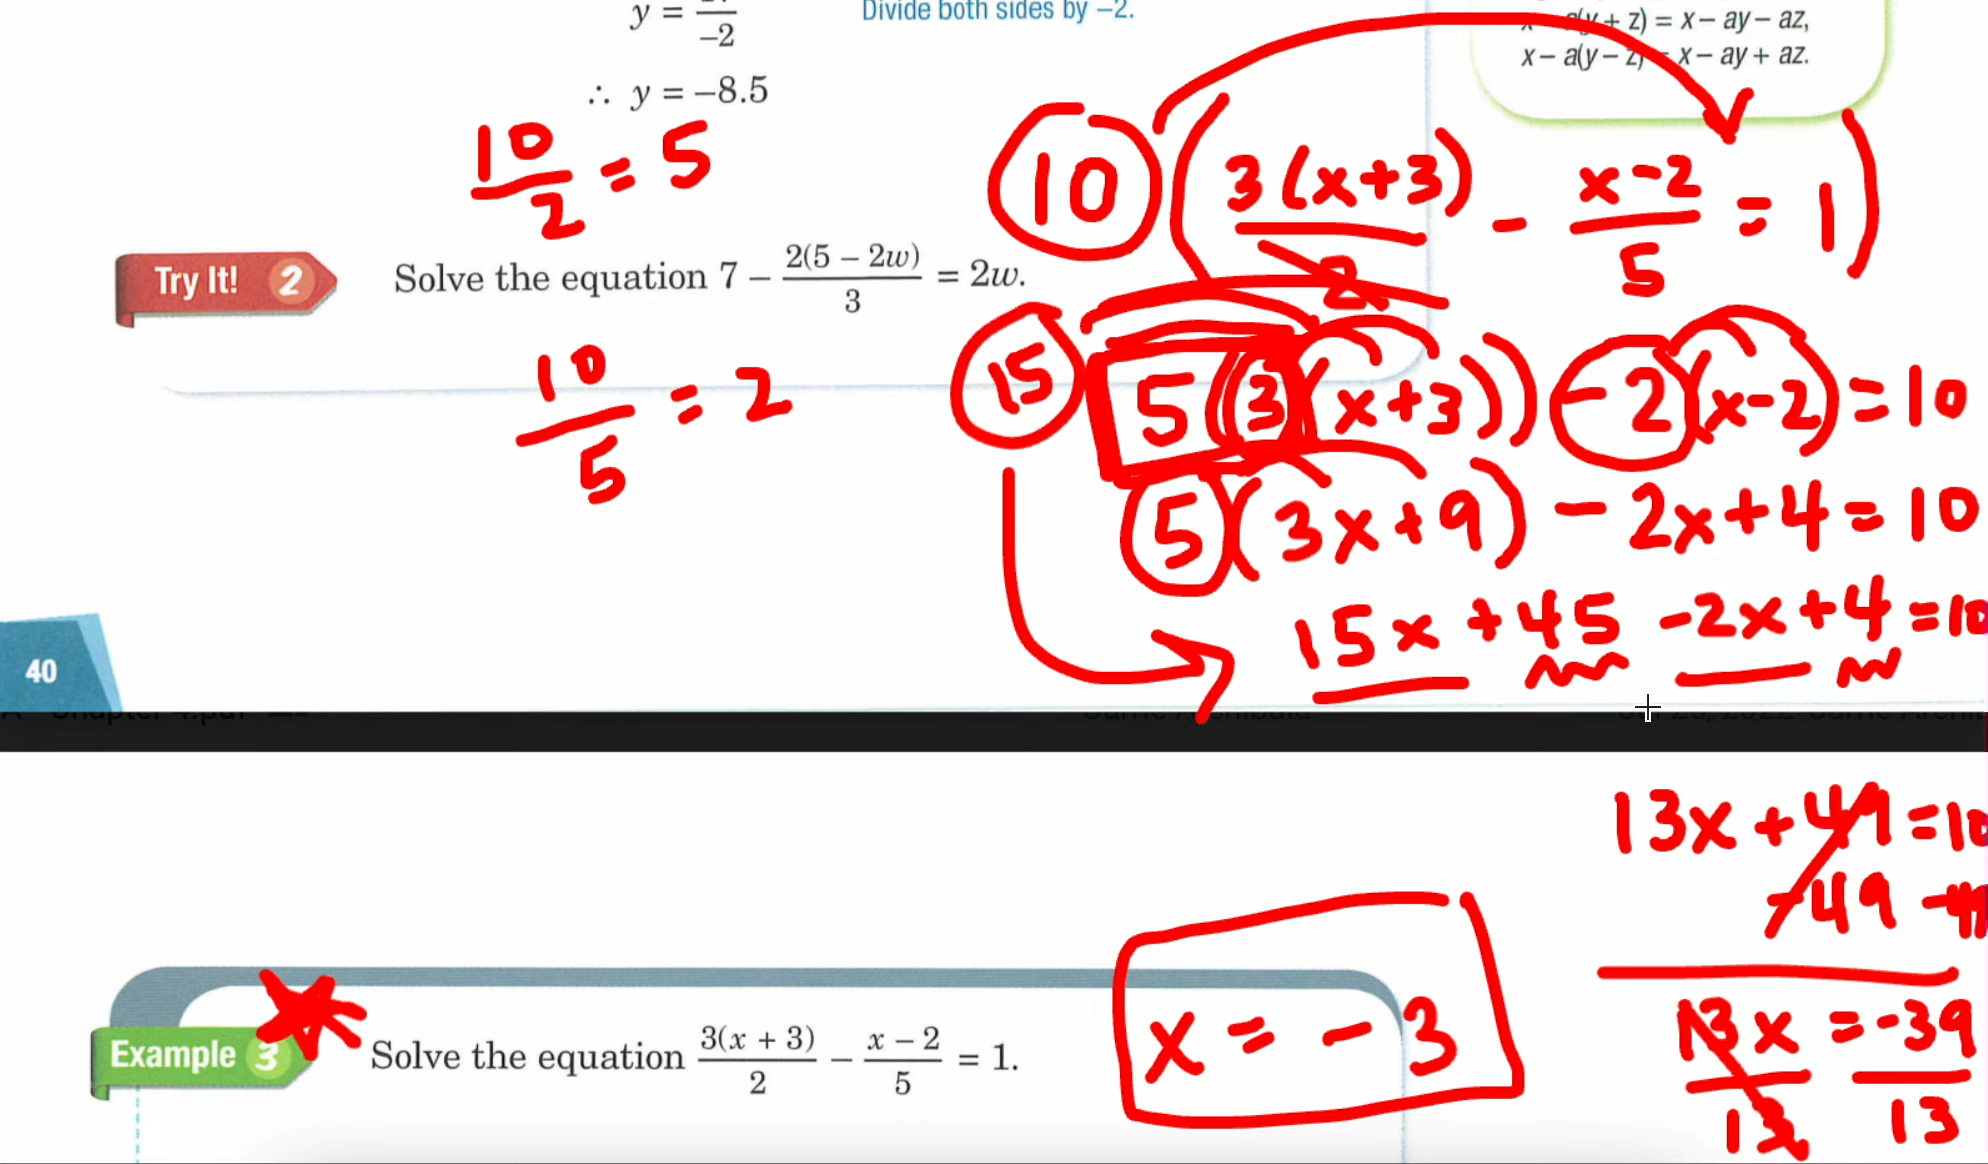 y = 
-2
Divide both sides by −2.
(y + z) = x − ay − az,
x − a(y − z) = x − ay + az.
∴ y = −8.5
10/2 = 5
10 ( 3(x+3)/2 - x-2/5 = 1 )
Try It! 2 Solve the equation 7 − 2(5 − 2w)/3 = 2w.
10/5 = 2
15 5(3(x+3)) -2(x-2) = 10
5(3x+9) - 2x+4 = 10
15x + 45 -2x + 4 = 10
40
13x + 49 = 10
-49
13x/13 = -39/13
x = -3
Example 3 Solve the equation 3(x + 3)/2 − x − 2/5 = 1.